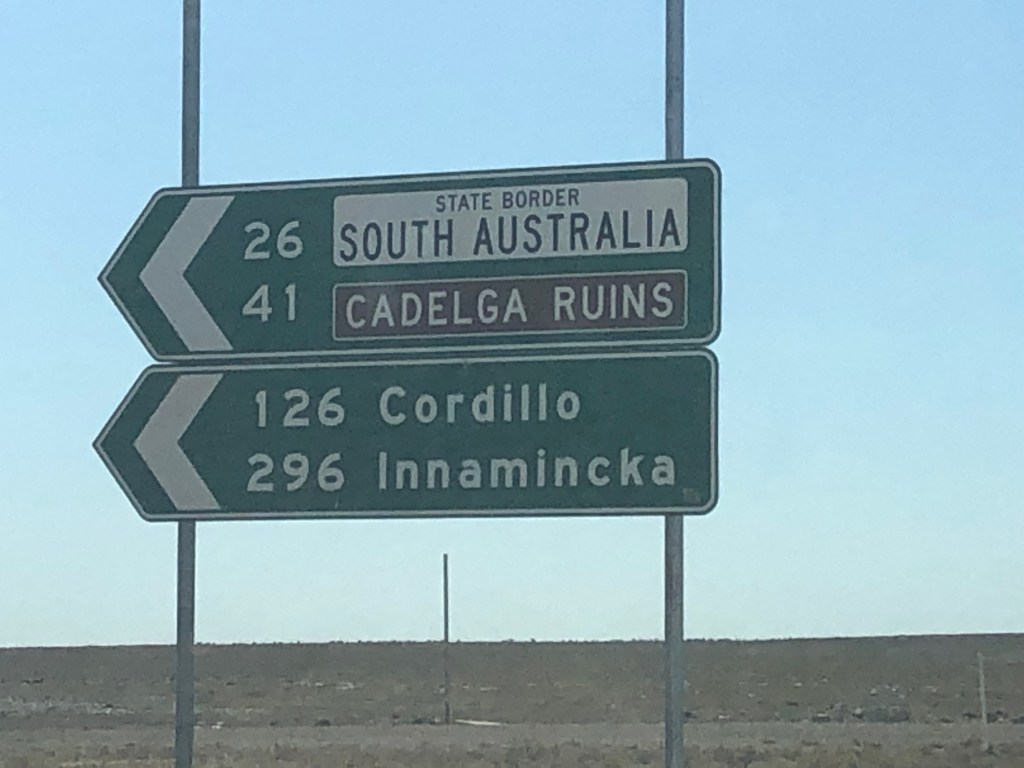 26 STATE BORDER SOUTH AUSTRALIA
41 CADELGA RUINS
126 Cordillo
296 Innamincka